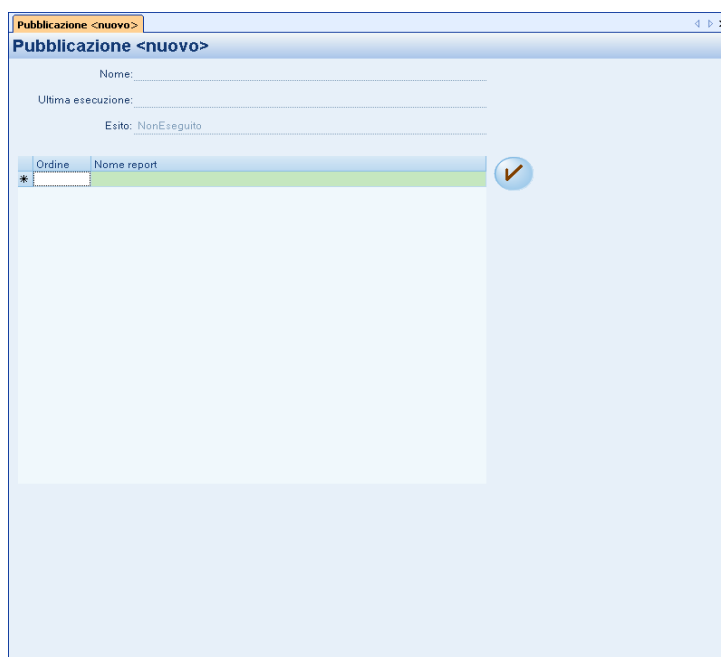 Pubblicazione <nuovo>
Pubblicazione <nuovo>
Nome:
Ultima esecuzione:
Esito: NonEseguito
Ordine Nome report